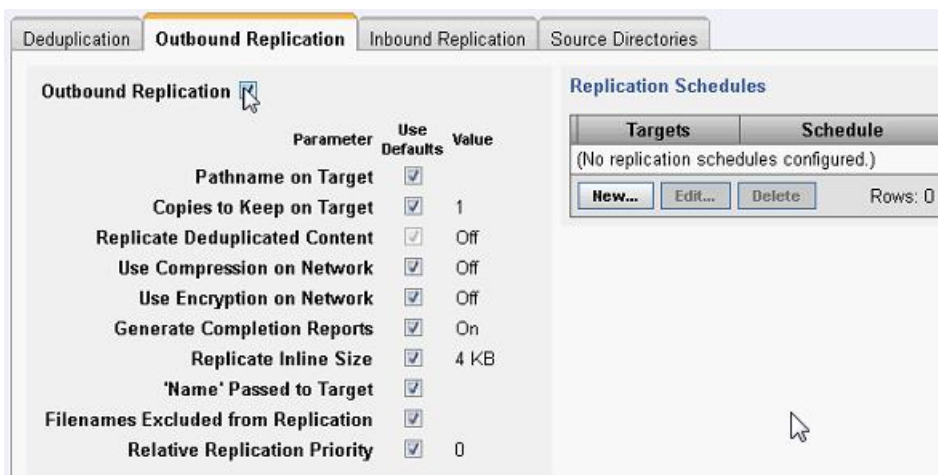 Deduplication Outbound Replication Inbound Replication Source Directories
Outbound Replication
Parameter Use Defaults Value
Pathname on Target
Copies to Keep on Target 1
Replicate Deduplicated Content Off
Use Compression on Network Off
Use Encryption on Network Off
Generate Completion Reports On
Replicate Inline Size 4 KB
'Name' Passed to Target
Filenames Excluded from Replication
Relative Replication Priority 0
Replication Schedules
Targets Schedule
(No replication schedules configured.)
New... Edit... Delete Rows: 0